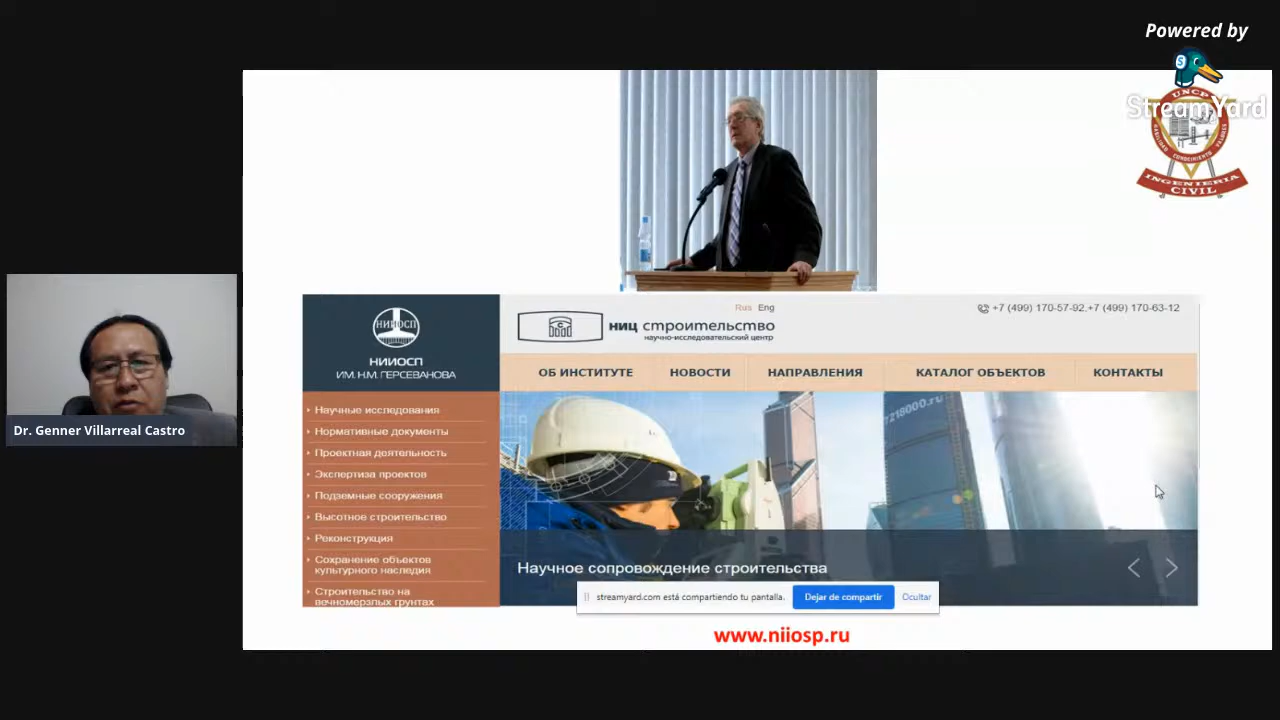 Powered by
StreamYard
UNCP
INGENIERIA
CIVIL
НИИОСП
НИИОСП
ИМ. Н.М. ГЕРСЕВАНОВА
Rus Eng
+7 (499) 170-57-92,+7 (499) 170-63-12
НИЦ строительство
научно-исследовательский центр
ОБ ИНСТИТУТЕ НОВОСТИ НАПРАВЛЕНИЯ КАТАЛОГ ОБЪЕКТОВ КОНТАКТЫ
Научные исследования
Нормативные документы
Проектная деятельность
Экспертиза проектов
Подземные сооружения
Высотное строительство
Реконструкция
Сохранение объектов
культурного наследия
Строительство на
вечномерзлых грунтах
Dr. Genner Villarreal Castro
Научное сопровождение строительства
streamyard.com está compartiendo tu pantalla. Dejar de compartir Ocultar
www.niiosp.ru